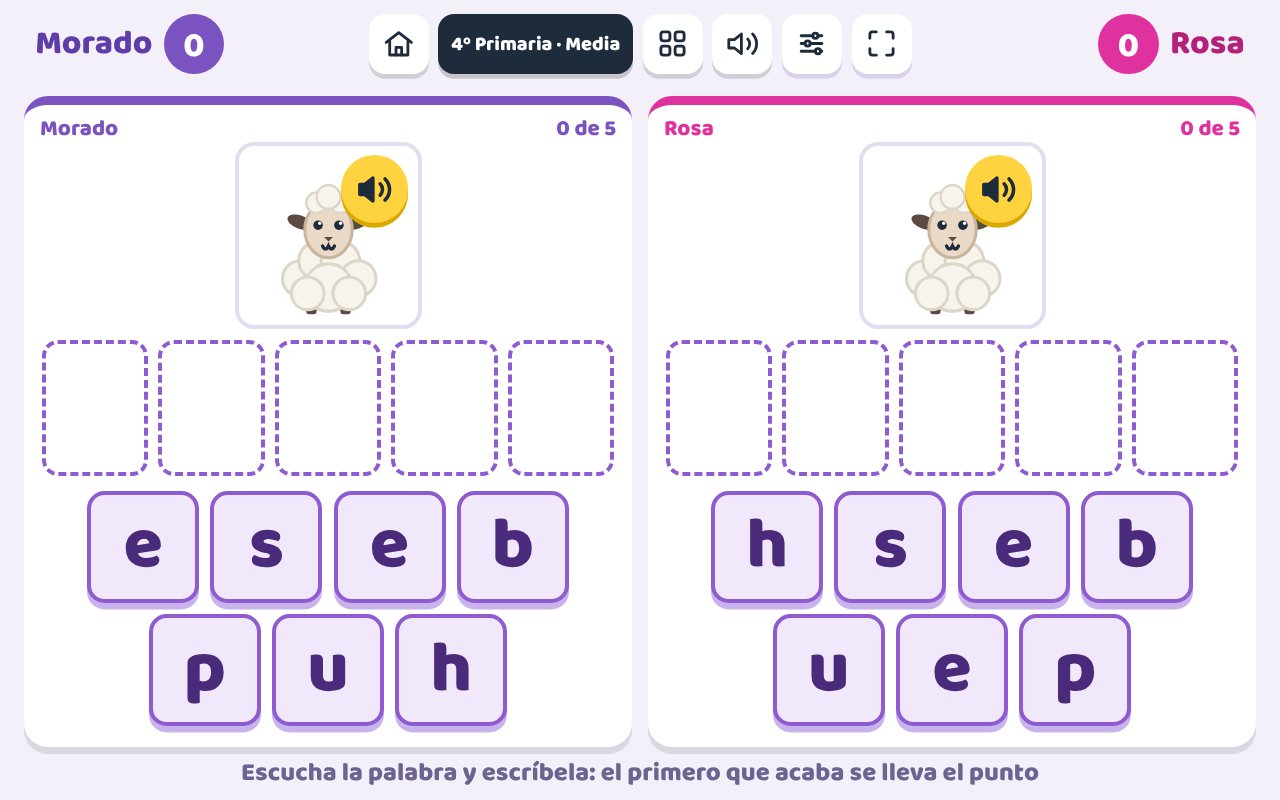 Morado 0
4º Primaria · Media
0 Rosa
Morado 0 de 5
e s e b
p u h
Rosa 0 de 5
h s e b
u e p
Escucha la palabra y escríbela: el primero que acaba se lleva el punto